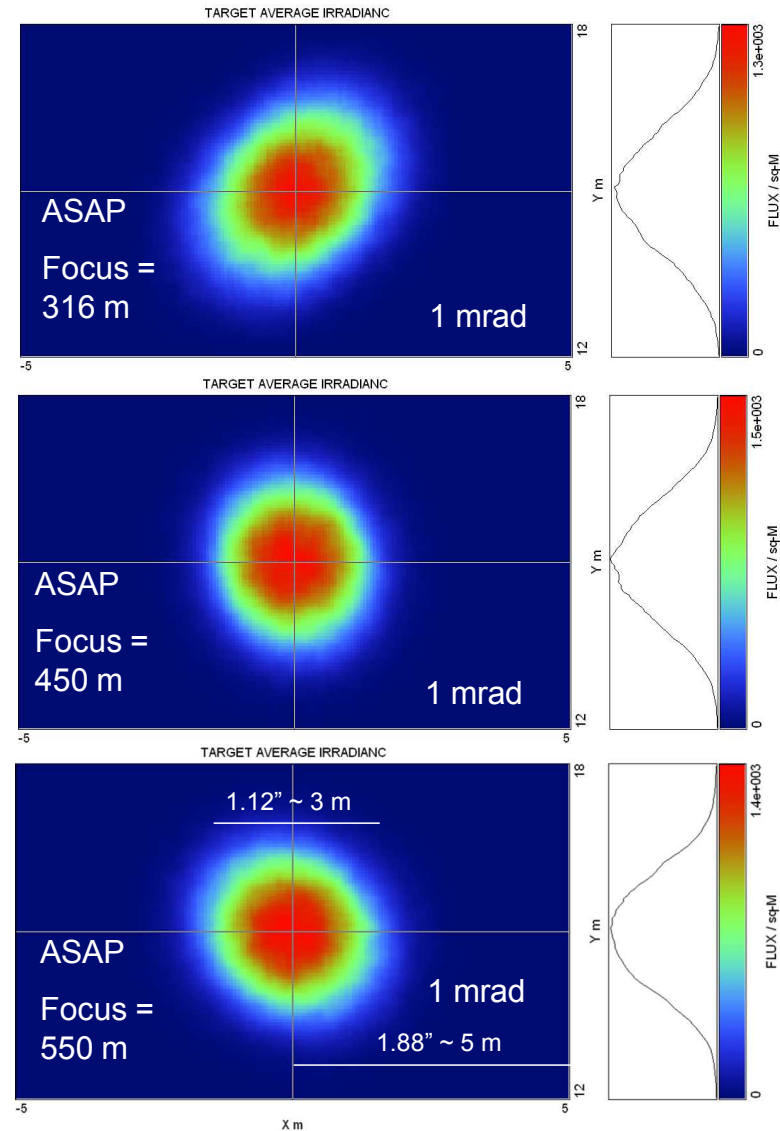 TARGET AVERAGE IRRADIANC
ASAP
Focus =
316 m
1 mrad
-5
5
12
18
Y m
0
1.3e+003
FLUX / sq-M
TARGET AVERAGE IRRADIANC
ASAP
Focus =
450 m
1 mrad
-5
5
12
18
Y m
0
1.5e+003
FLUX / sq-M
TARGET AVERAGE IRRADIANC
1.12” ~ 3 m
ASAP
Focus =
550 m
1 mrad
1.88” ~ 5 m
-5
5
X m
12
18
Y m
0
1.4e+003
FLUX / sq-M